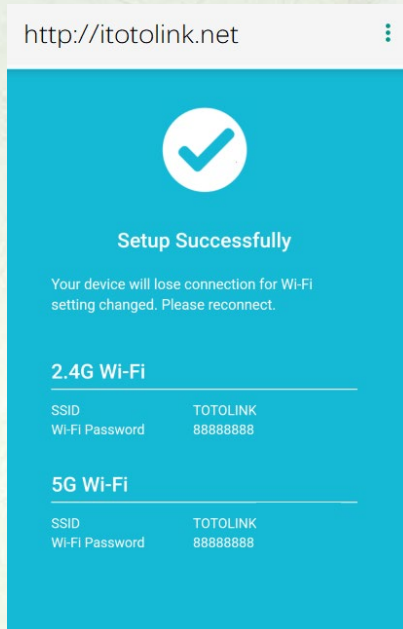 http://itotolink.net
Setup Successfully
Your device will lose connection for Wi-Fi
setting changed. Please reconnect.
2.4G Wi-Fi
SSID TOTOLINK
Wi-Fi Password 88888888
5G Wi-Fi
SSID TOTOLINK
Wi-Fi Password 88888888